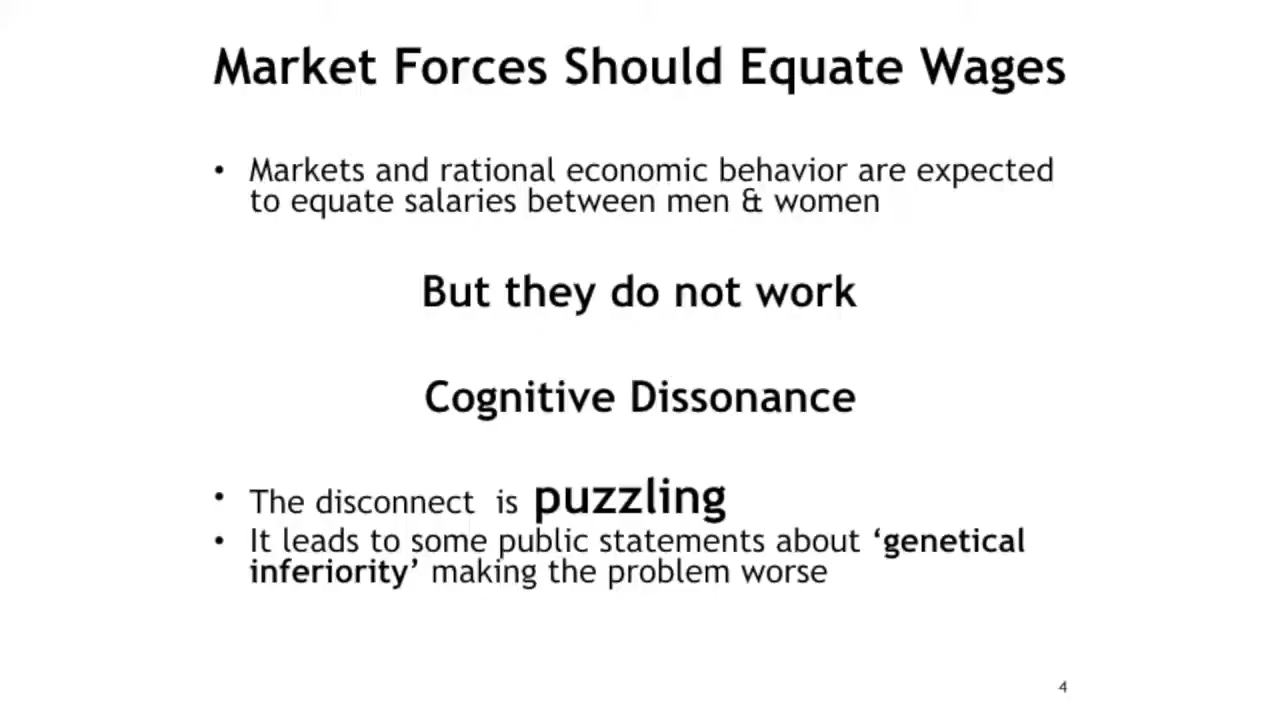 Market Forces Should Equate Wages
• Markets and rational economic behavior are expected
to equate salaries between men & women
But they do not work
Cognitive Dissonance
• The disconnect is puzzling
• It leads to some public statements about ‘genetical
inferiority’ making the problem worse
4